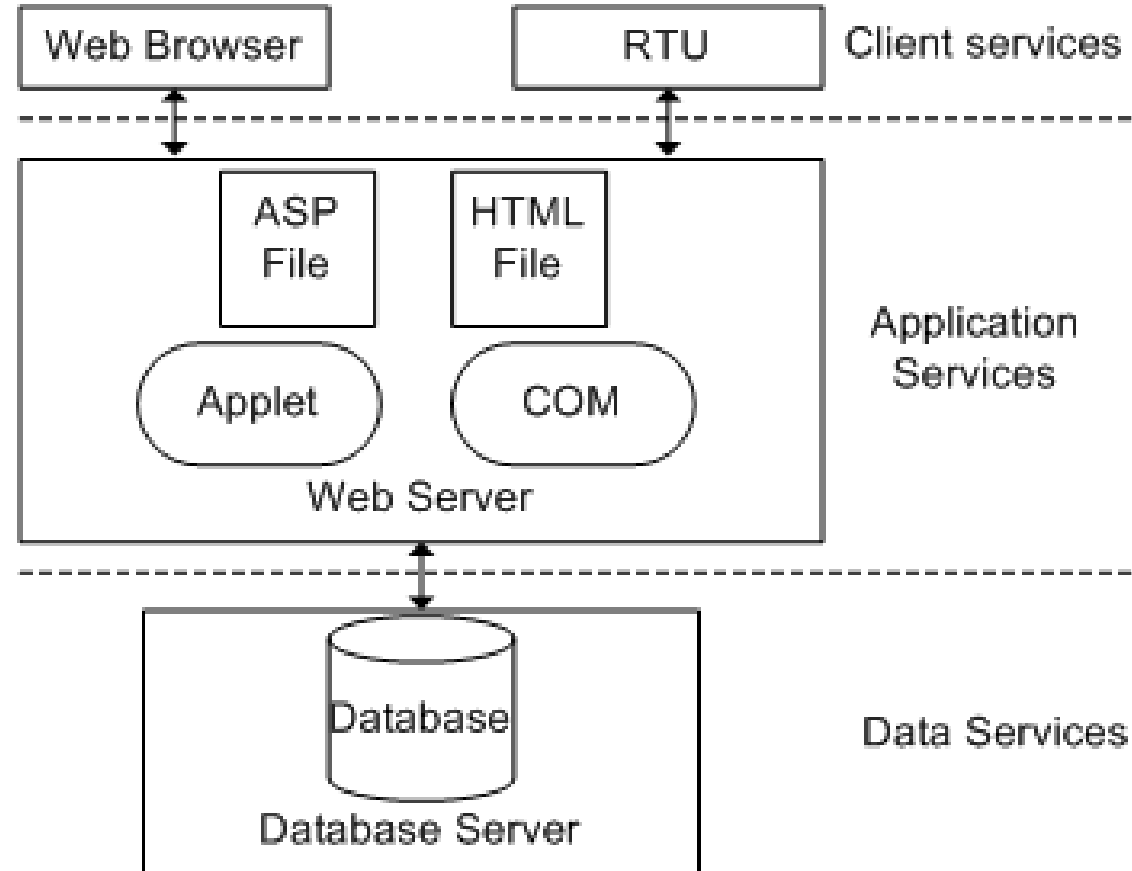 Web Browser
RTU
Client services
ASP
File
HTML
File
Application
Services
Applet
COM
Web Server
Database
Data Services
Database Server